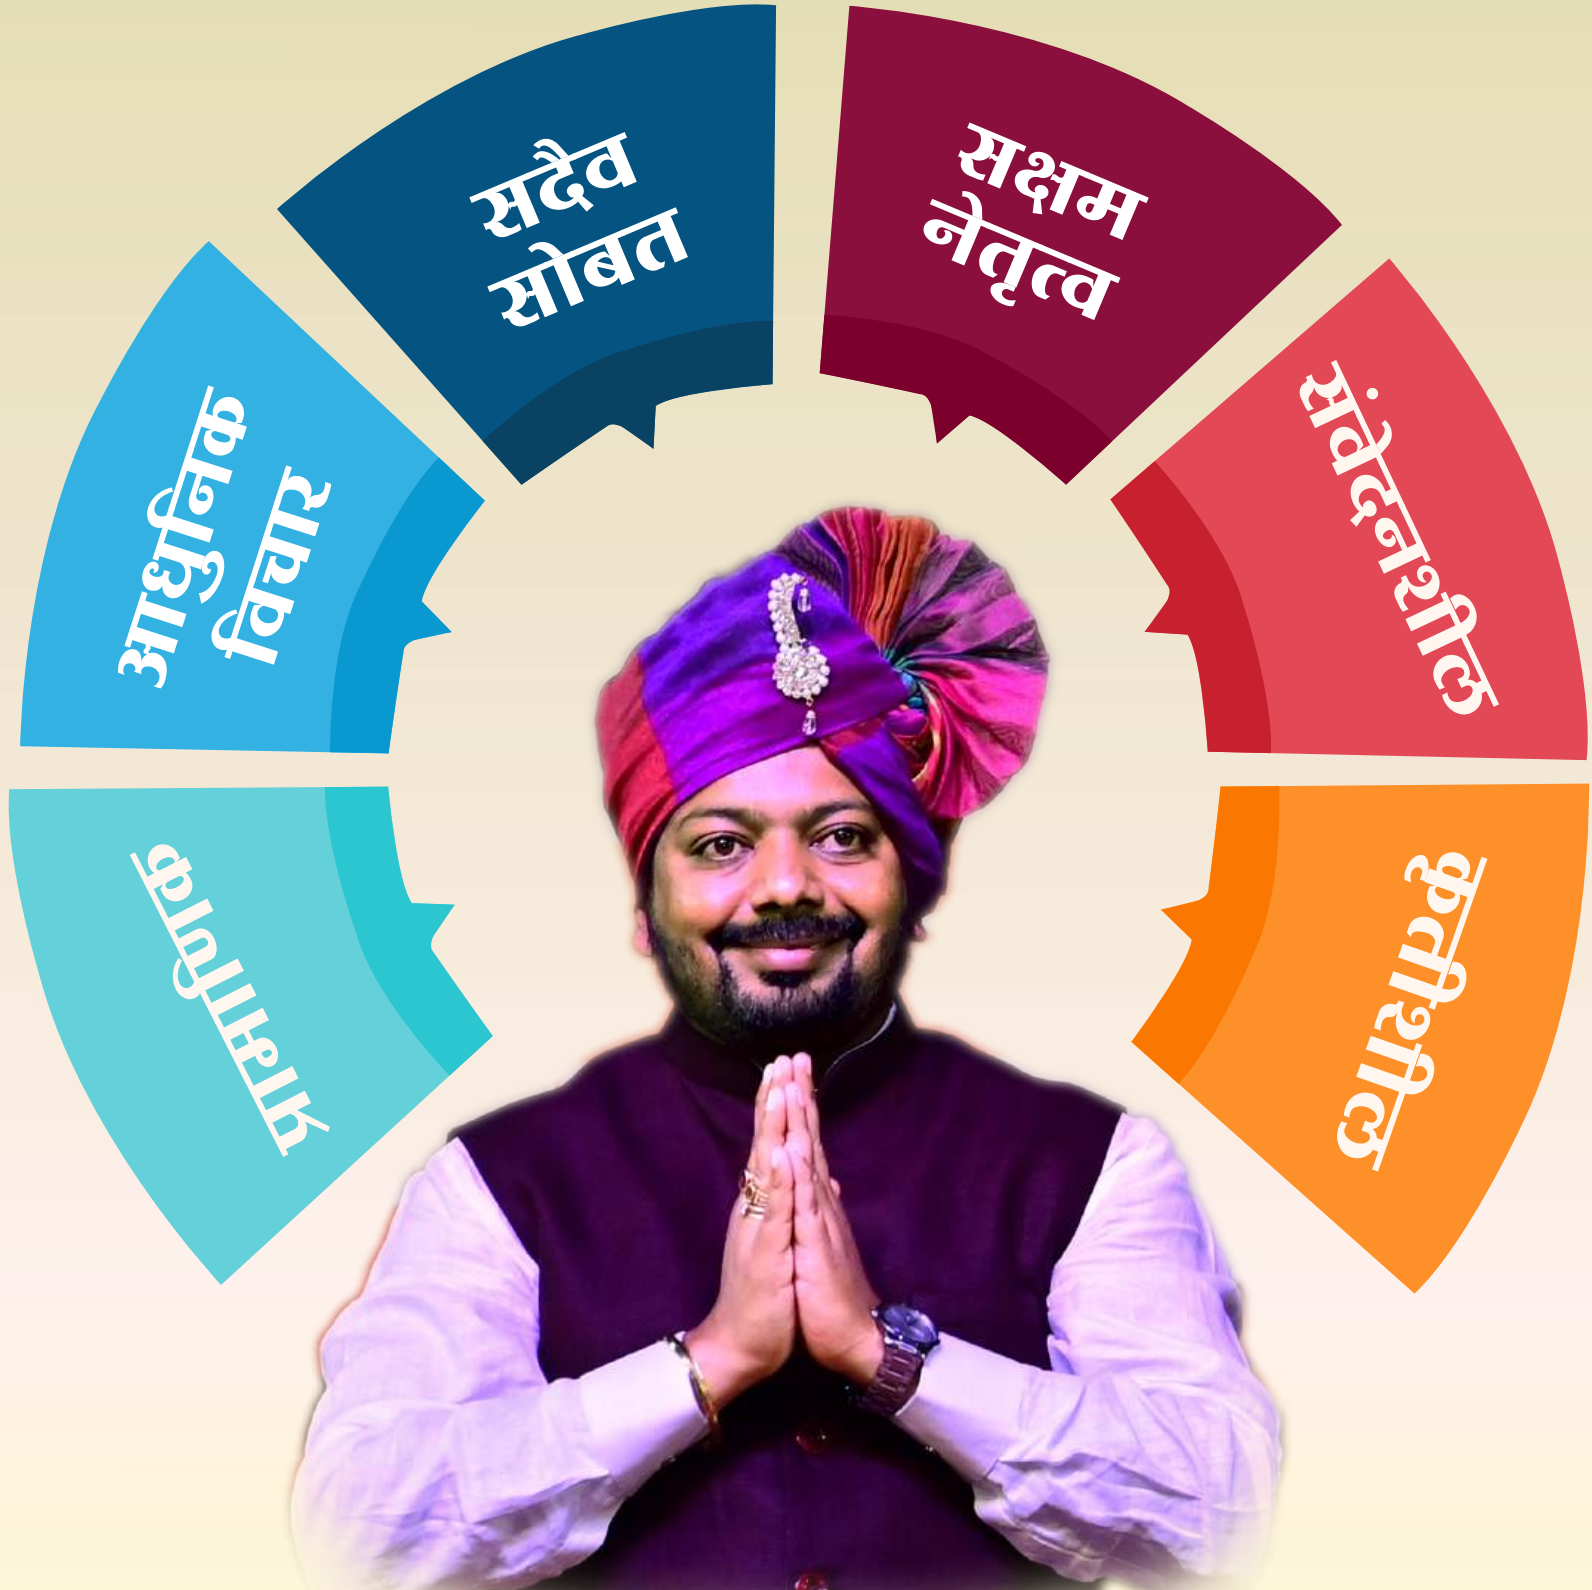 प्रामाणिक
आधुनिक
विचार
सदैव
सोबत
सक्षम
नेतृत्व
संवेदनशील
कृतीशील